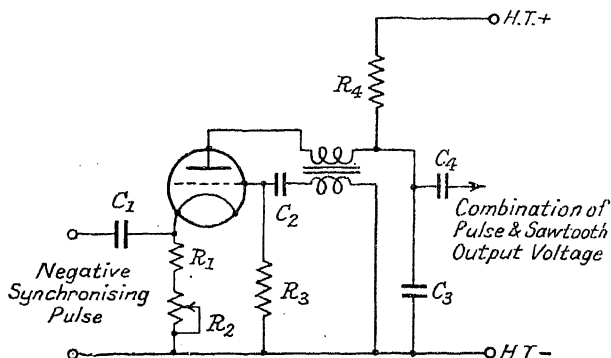 H.T.+
R4
C4
Combination of
Pulse & Sawtooth
Output Voltage
C1
C2
R1
R3
C3
Negative
Synchronising
Pulse
R2
H.T.-